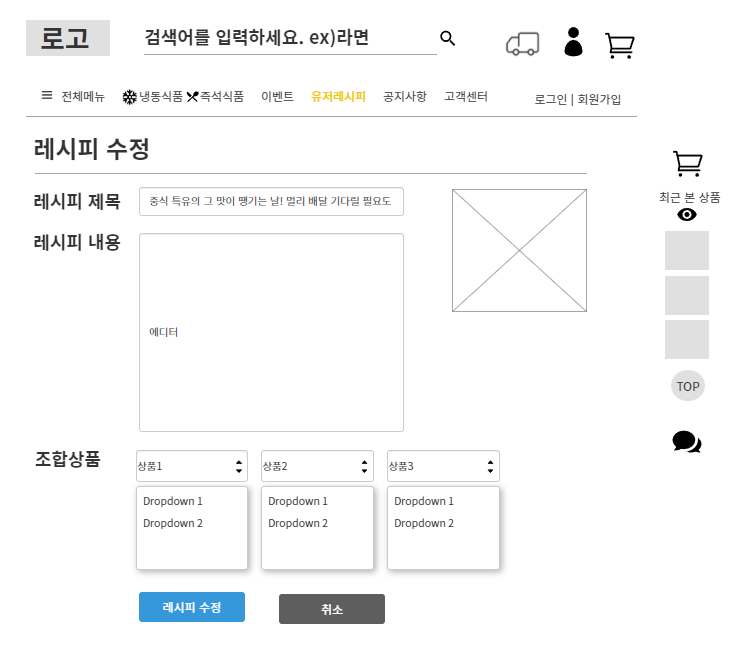 로고
검색어를 입력하세요. ex)라면
전체메뉴 냉동식품 즉석식품 이벤트 유저레시피 공지사항 고객센터 로그인 | 회원가입
레시피 수정
레시피 제목 중식 특유의 그 맛이 땡기는 날! 멀리 배달 기다릴 필요도
최근 본 상품
레시피 내용
에디터
TOP
조합상품 상품1 상품2 상품3
Dropdown 1 Dropdown 1 Dropdown 1
Dropdown 2 Dropdown 2 Dropdown 2
레시피 수정 취소